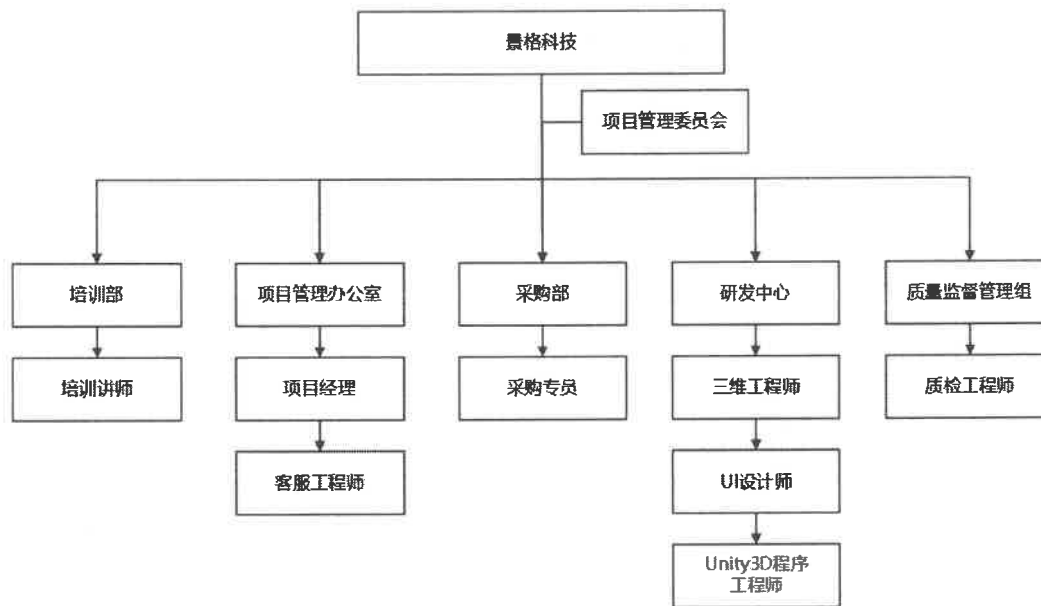 景格科技
项目管理委员会
培训部
项目管理办公室
采购部
研发中心
质量监督管理组
培训讲师
项目经理
采购专员
三维工程师
质检工程师
客服工程师
UI设计师
Unity3D程序
工程师